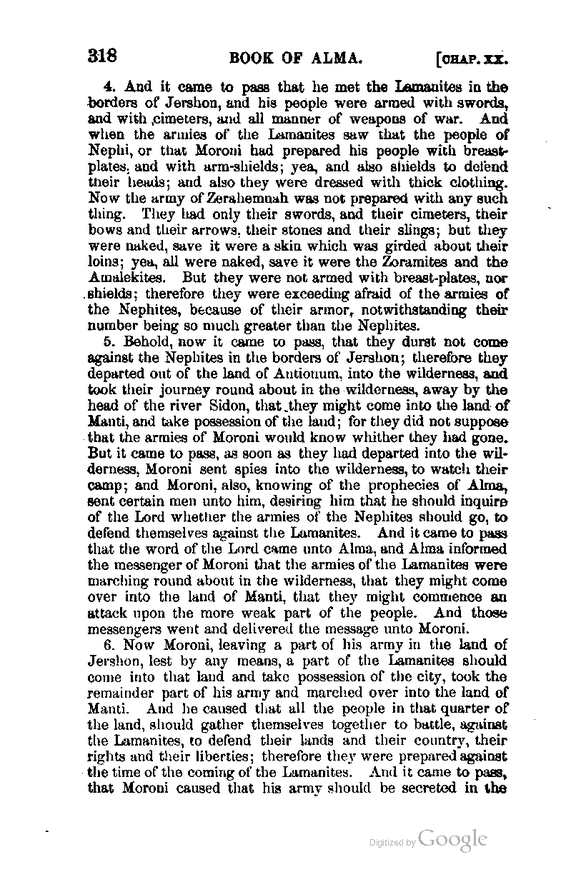 318 BOOK OF ALMA. [CHAP. XX.
4. And it came to pass that he met the Lamanites in the
borders of Jershon, and his people were armed with swords,
and with cimeters, and all manner of weapons of war. And
when the armies of the Lamanites saw that the people of
Nephi, or that Moroni had prepared his people with breast-
plates, and with arm-shields; yea, and also shields to defend
their heads; and also they were dressed with thick clothing.
Now the army of Zerahemnah was not prepared with any such
thing. They had only their swords, and their cimeters, their
bows and their arrows, their stones and their slings; but they
were naked, save it were a skin which was girded about their
loins; yea, all were naked, save it were the Zoramites and the
Amalekites. But they were not armed with breast-plates, nor
shields; therefore they were exceeding afraid of the armies of
the Nephites, because of their armor, notwithstanding their
number being so much greater than the Nephites.
5. Behold, now it came to pass, that they durst not come
against the Nephites in the borders of Jershon; therefore they
departed out of the land of Antionum, into the wilderness, and
took their journey round about in the wilderness, away by the
head of the river Sidon, that they might come into the land of
Manti, and take possession of the land; for they did not suppose
that the armies of Moroni would know whither they had gone.
But it came to pass, as soon as they had departed into the wil-
derness, Moroni sent spies into the wilderness, to watch their
camp; and Moroni, also, knowing of the prophecies of Alma,
sent certain men unto him, desiring him that he should inquire
of the Lord whether the armies of the Nephites should go, to
defend themselves against the Lamanites. And it came to pass
that the word of the Lord came unto Alma, and Alma informed
the messenger of Moroni that the armies of the Lamanites were
marching round about in the wilderness, that they might come
over into the land of Manti, that they might commence an
attack upon the more weak part of the people. And those
messengers went and delivered the message unto Moroni.
6. Now Moroni, leaving a part of his army in the land of
Jershon, lest by any means, a part of the Lamanites should
come into that land and take possession of the city, took the
remainder part of his army and marched over into the land of
Manti. And he caused that all the people in that quarter of
the land, should gather themselves together to battle, against
the Lamanites, to defend their lands and their country, their
rights and their liberties; therefore they were prepared against
the time of the coming of the Lamanites. And it came to pass,
that Moroni caused that his army should be secreted in the
Digitized by Google